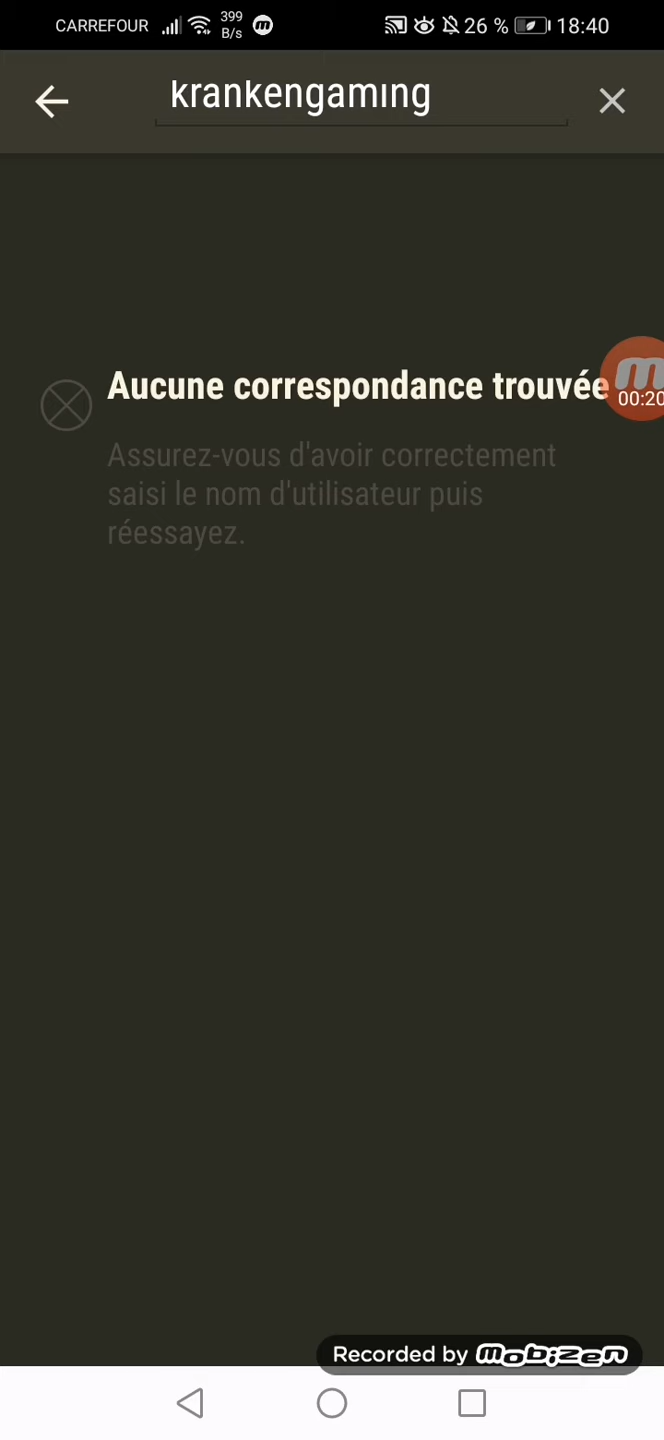 CARREFOUR 399 B/s m 26 % 18:40
krankengamıng
Aucune correspondance trouvée
m
00:20
Assurez-vous d'avoir correctement
saisi le nom d'utilisateur puis
réessayez.
Recorded by mobizen